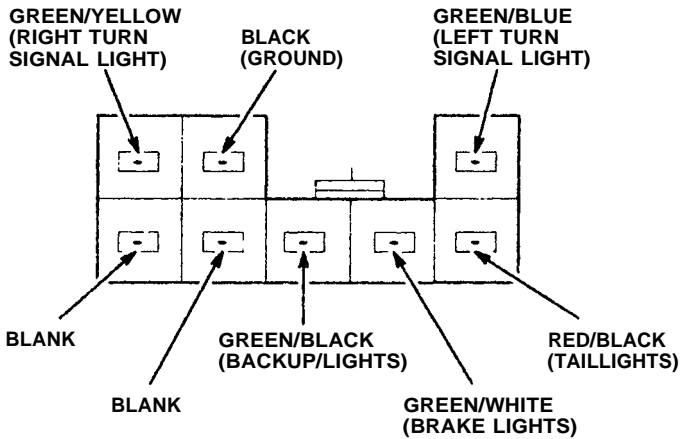 GREEN/YELLOW
(RIGHT TURN
SIGNAL LIGHT)
BLACK
(GROUND)
GREEN/BLUE
(LEFT TURN
SIGNAL LIGHT)
BLANK
BLANK
GREEN/BLACK
(BACKUP/LIGHTS)
GREEN/WHITE
(BRAKE LIGHTS)
RED/BLACK
(TAILLIGHTS)